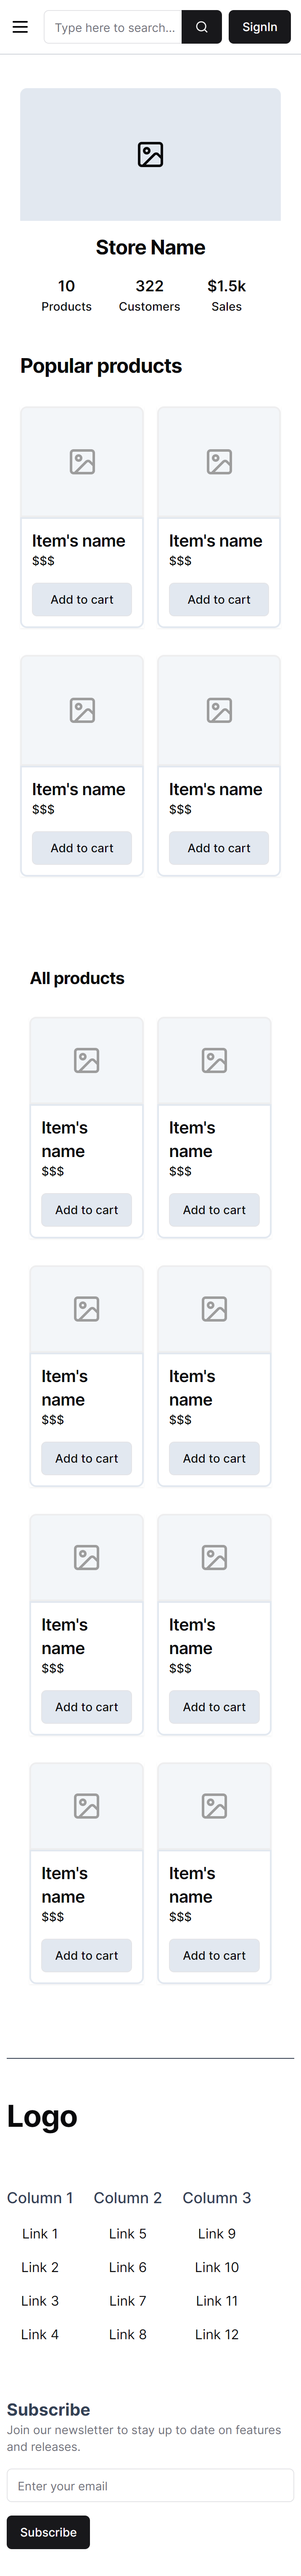 Type here to search...
SignIn
Store Name
10 322 $1.5k
Products Customers Sales
Popular products
Item's name Item's name
$$$ $$$
Add to cart Add to cart
Item's name Item's name
$$$ $$$
Add to cart Add to cart
All products
Item's Item's
name name
$$$ $$$
Add to cart Add to cart
Item's Item's
name name
$$$ $$$
Add to cart Add to cart
Item's Item's
name name
$$$ $$$
Add to cart Add to cart
Item's Item's
name name
$$$ $$$
Add to cart Add to cart
Logo
Column 1 Column 2 Column 3
Link 1 Link 5 Link 9
Link 2 Link 6 Link 10
Link 3 Link 7 Link 11
Link 4 Link 8 Link 12
Subscribe
Join our newsletter to stay up to date on features
and releases.
Enter your email
Subscribe